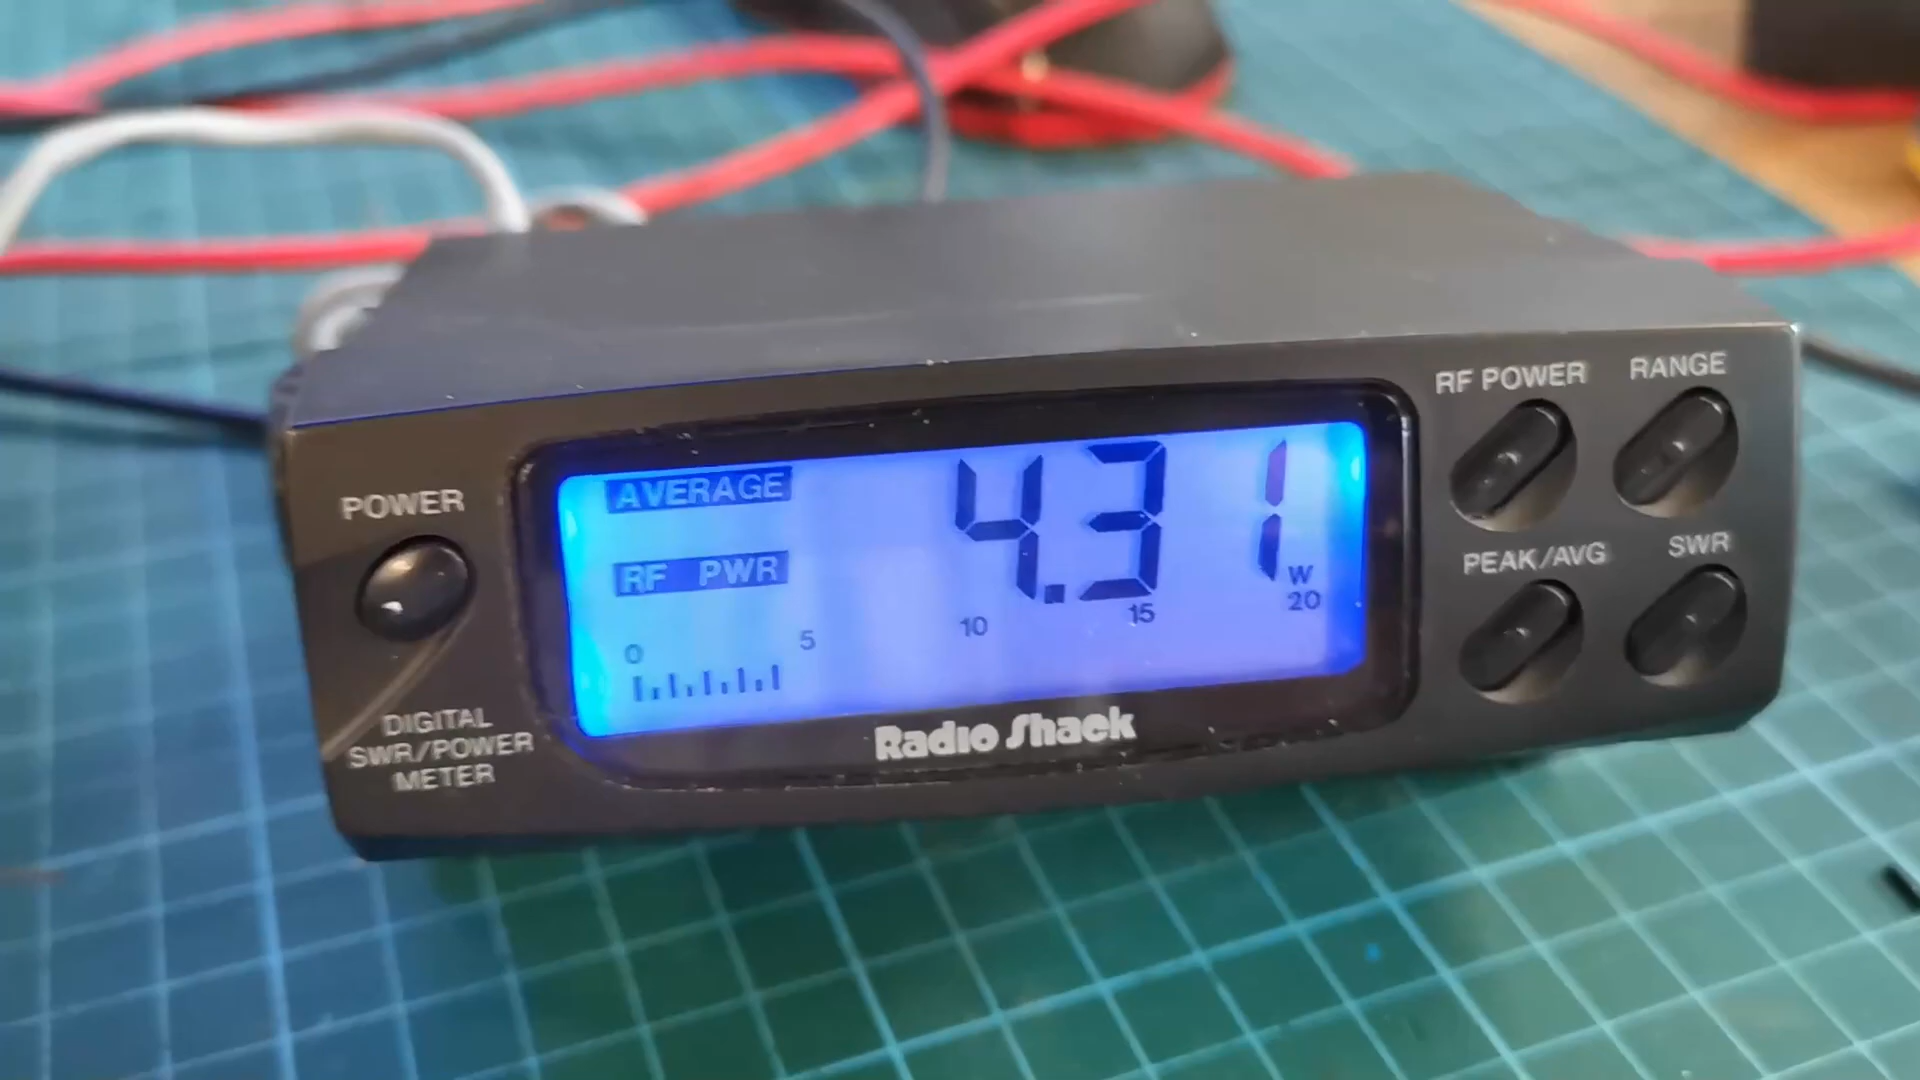 POWER
DIGITAL
SWR/POWER
METER
AVERAGE
RF PWR
4.31
W
0 5 10 15 20
Radio Shack
RF POWER
RANGE
PEAK/AVG
SWR